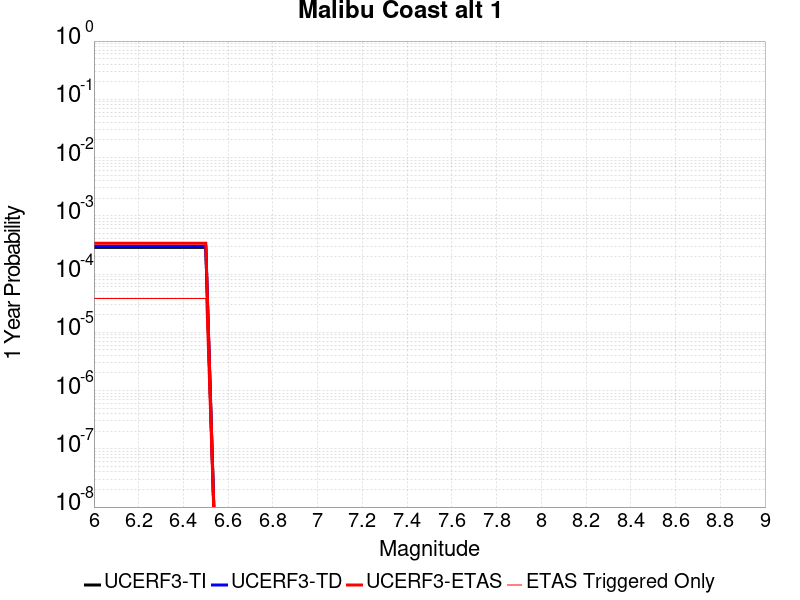 Malibu Coast alt 1
1 Year Probability
10^0
10^-1
10^-2
10^-3
10^-4
10^-5
10^-6
10^-7
10^-8
6 6.2 6.4 6.6 6.8 7 7.2 7.4 7.6 7.8 8 8.2 8.4 8.6 8.8 9
Magnitude
UCERF3-TI UCERF3-TD UCERF3-ETAS ETAS Triggered Only